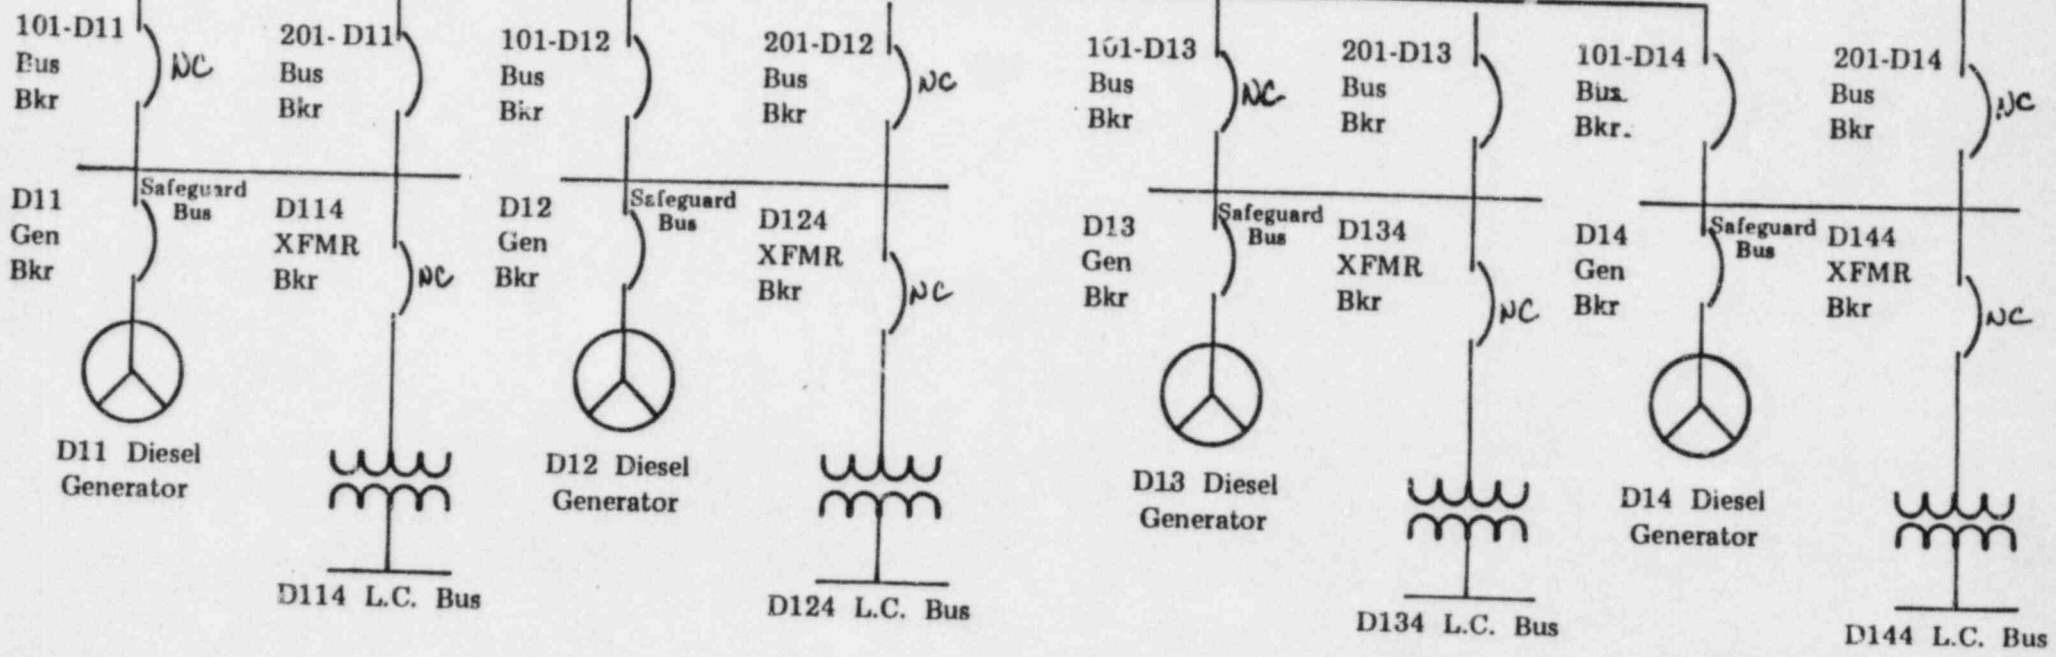 101-D11
Bus
Bkr
NC
201-D11
Bus
Bkr
101-D12
Bus
Bkr
201-D12
Bus
Bkr
NC
101-D13
Bus
Bkr
NC
201-D13
Bus
Bkr
101-D14
Bus
Bkr.
201-D14
Bus
Bkr
NC
D11
Gen
Bkr
Safeguard
Bus
D114
XFMR
Bkr
NC
D12
Gen
Bkr
Safeguard
Bus
D124
XFMR
Bkr
NC
D13
Gen
Bkr
Safeguard
Bus
D134
XFMR
Bkr
NC
D14
Gen
Bkr
Safeguard
Bus
D144
XFMR
Bkr
NC
D11 Diesel
Generator
D12 Diesel
Generator
D13 Diesel
Generator
D14 Diesel
Generator
D114 L.C. Bus
D124 L.C. Bus
D134 L.C. Bus
D144 L.C. Bus